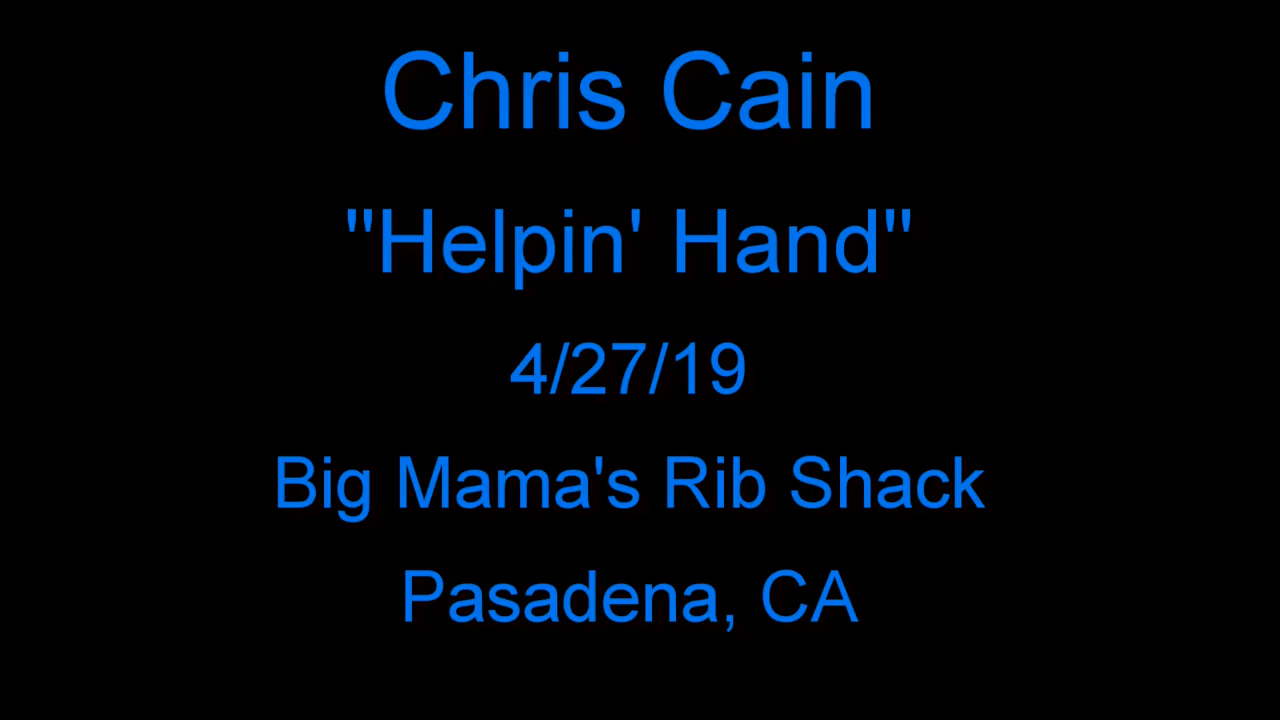 Chris Cain
"Helpin' Hand"
4/27/19
Big Mama's Rib Shack
Pasadena, CA